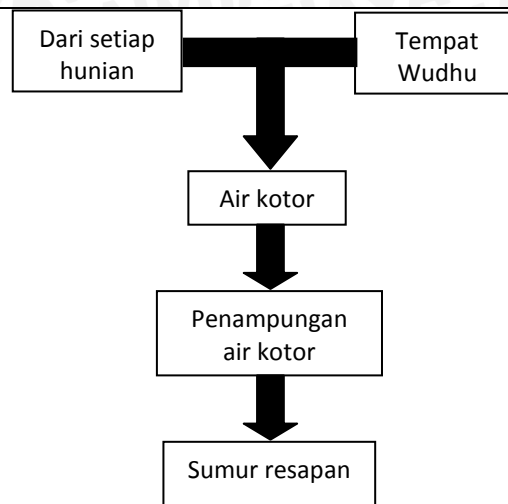 Dari setiap
hunian
Tempat
Wudhu
Air kotor
Penampungan
air kotor
Sumur resapan